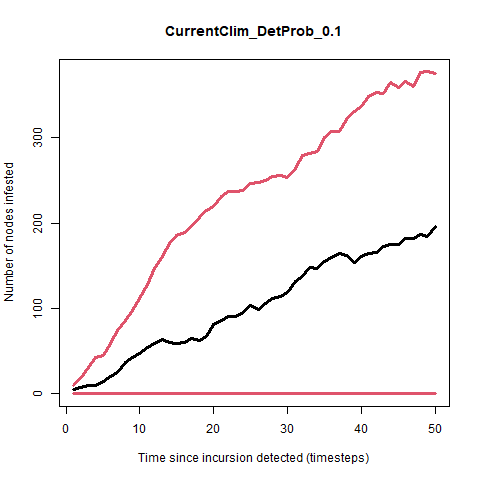 CurrentClim_DetProb_0.1
Number of nodes infested
300
200
100
0
0 10 20 30 40 50
Time since incursion detected (timesteps)